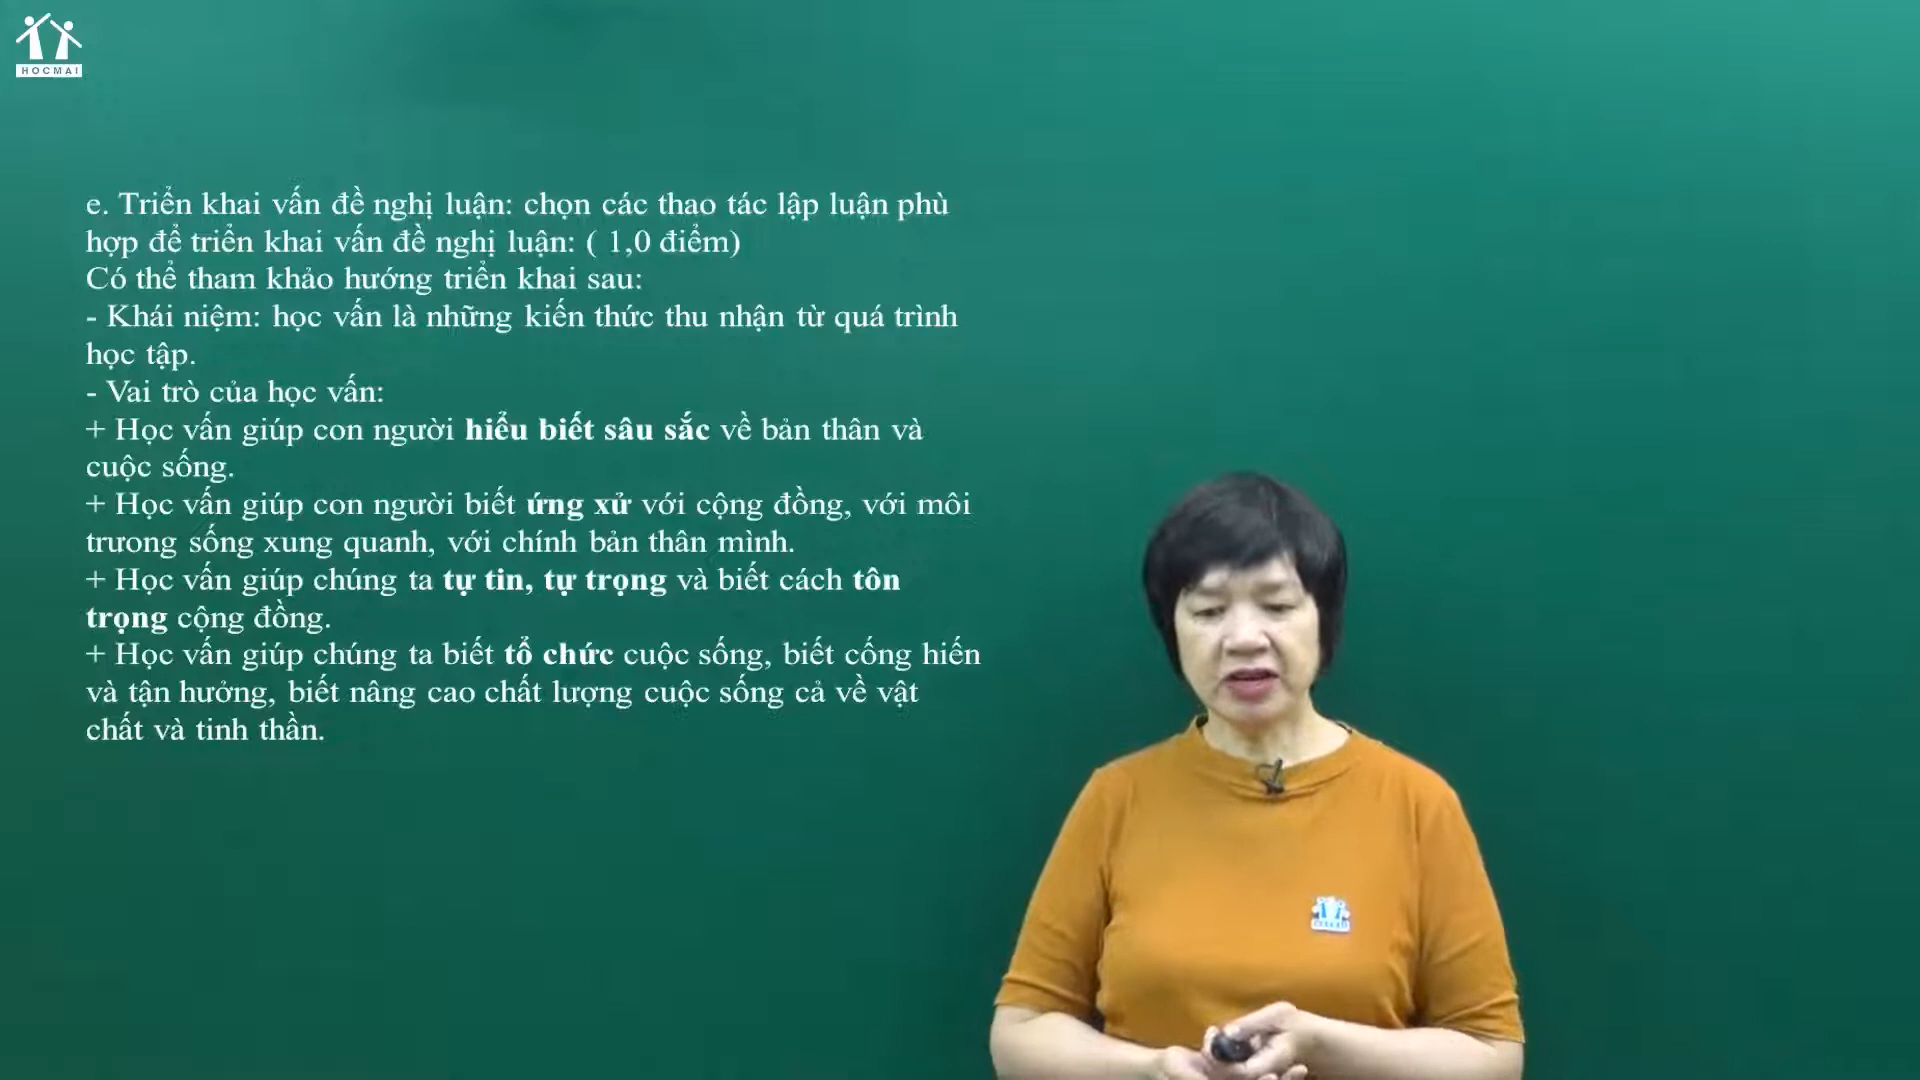 HOCMAI
e. Triển khai vấn đề nghị luận: chọn các thao tác lập luận phù
hợp để triển khai vấn đề nghị luận: ( 1,0 điểm)
Có thể tham khảo hướng triển khai sau:
- Khái niệm: học vấn là những kiến thức thu nhận từ quá trình
học tập.
- Vai trò của học vấn:
+ Học vấn giúp con người hiểu biết sâu sắc về bản thân và
cuộc sống.
+ Học vấn giúp con người biết ứng xử với cộng đồng, với môi
trương sống xung quanh, với chính bản thân mình.
+ Học vấn giúp chúng ta tự tin, tự trọng và biết cách tôn
trọng cộng đồng.
+ Học vấn giúp chúng ta biết tổ chức cuộc sống, biết cống hiến
và tận hưởng, biết nâng cao chất lượng cuộc sống cả về vật
chất và tinh thần.